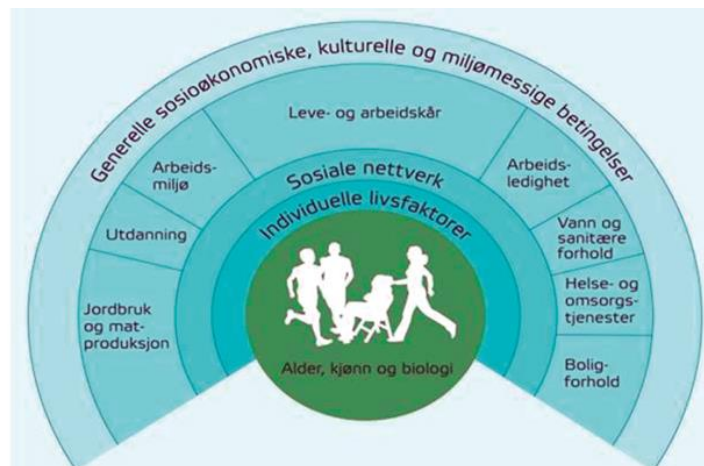 Generelle sosioøkonomiske, kulturelle og miljømessige betingelser
Leve- og arbeidskår
Arbeids-
miljø
Utdanning
Jordbruk
og mat-
produksjon
Arbeids-
ledighet
Vann og
sanitære
forhold
Helse- og
omsorgs-
tjenester
Bolig-
forhold
Sosiale nettverk
Individuelle livsfaktorer
Alder, kjønn og biologi